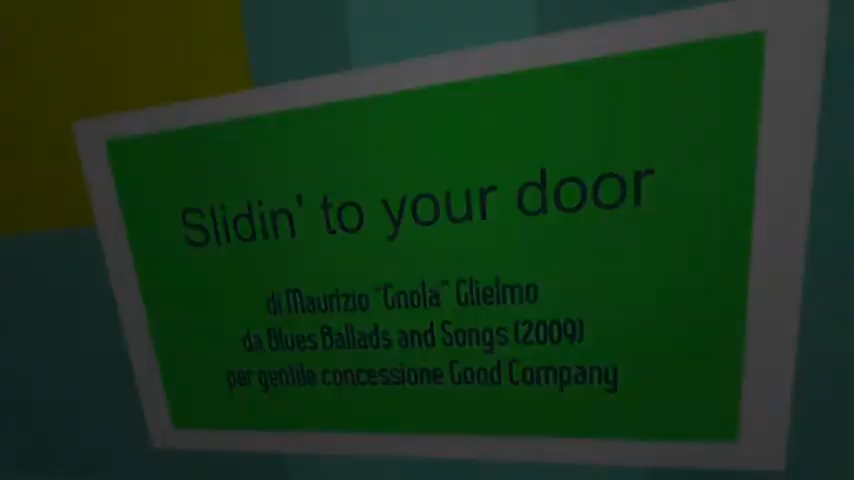 Slidin' to your door
di Maurizio "Gnola" Glielmo
da Blues Ballads and Songs (2009)
per gentile concessione Good Company